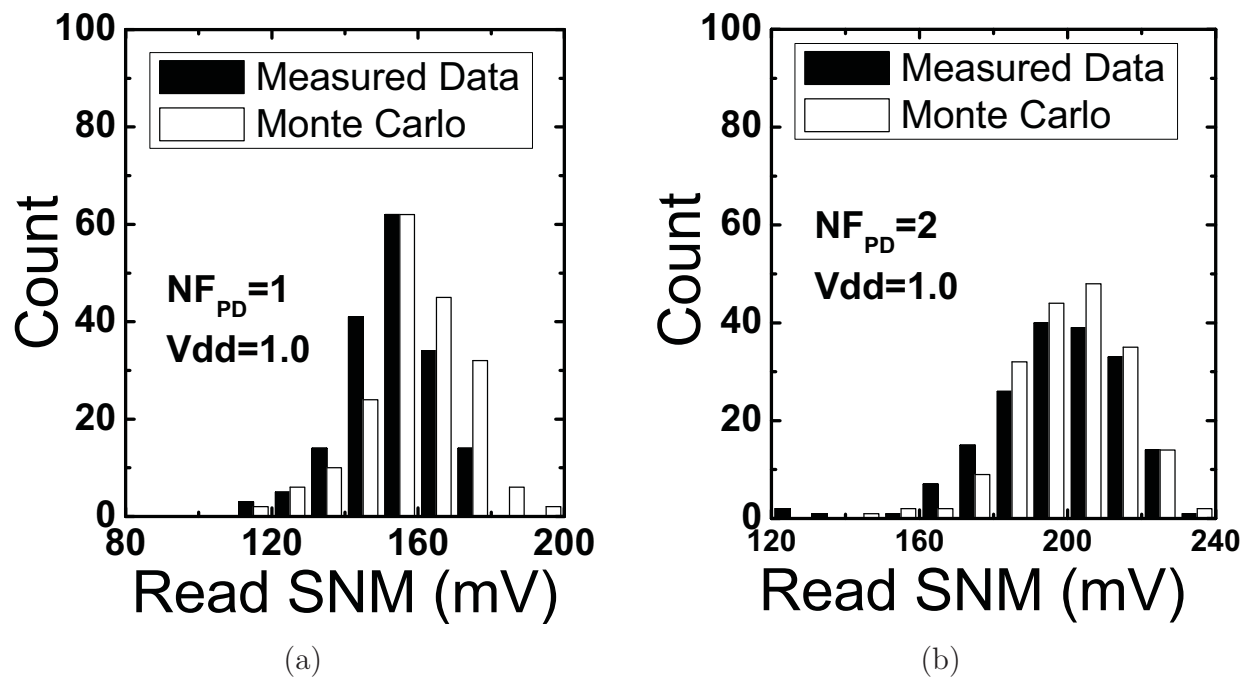 100
80
60
40
20
0
Count
Measured Data
Monte Carlo
NF_PD=1
Vdd=1.0
80
120
160
200
Read SNM (mV)
(a)
100
80
60
40
20
0
Count
Measured Data
Monte Carlo
NF_PD=2
Vdd=1.0
120
160
200
240
Read SNM (mV)
(b)